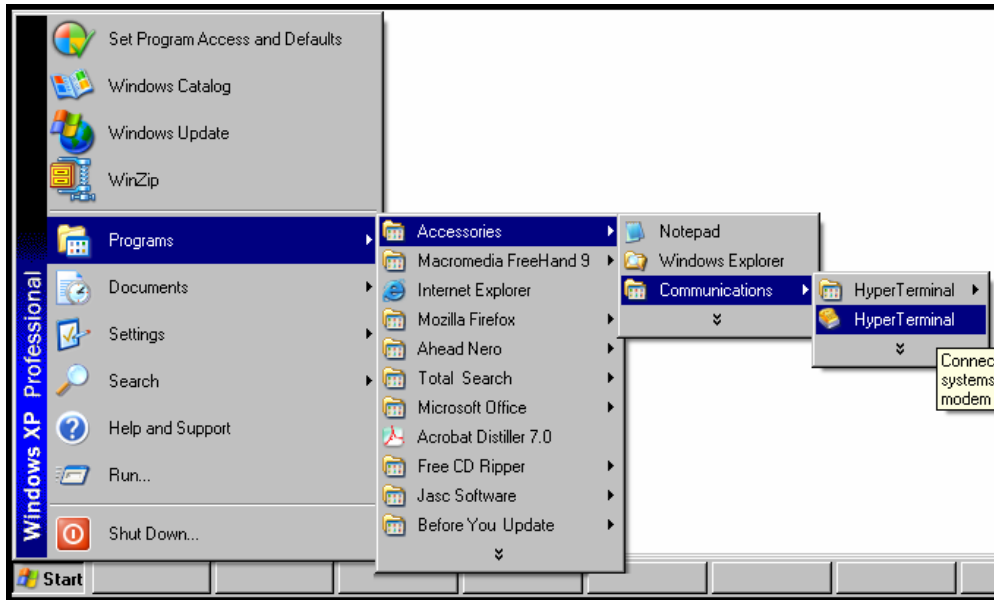 Set Program Access and Defaults
Windows Catalog
Windows Update
WinZip
Programs
Documents
Settings
Search
Help and Support
Run...
Shut Down...
Windows XP Professional
Start
Accessories
Macromedia FreeHand 9
Internet Explorer
Mozilla Firefox
Ahead Nero
Total Search
Microsoft Office
Acrobat Distiller 7.0
Free CD Ripper
Jasc Software
Before You Update
Notepad
Windows Explorer
Communications
HyperTerminal
HyperTerminal
Connec
systems
modem